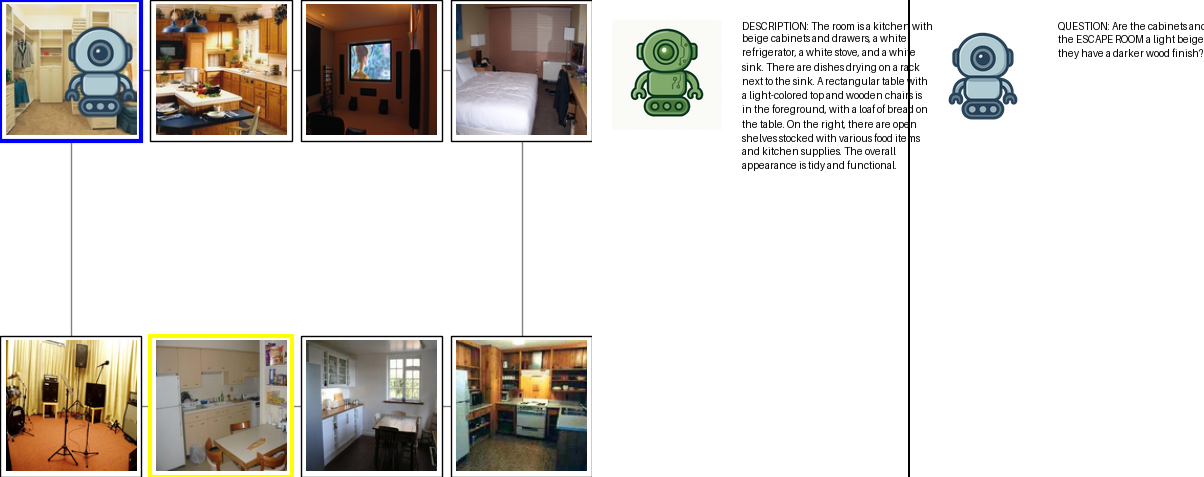 DESCRIPTION: The room is a kitchen with
beige cabinets and drawers, a white
refrigerator, a white stove, and a white
sink. There are dishes drying on a rack
next to the sink. A rectangular table with
a light-colored top and wooden chairs is
in the foreground, with a loaf of bread on
the table. On the right, there are open
shelves stocked with various food items
and kitchen supplies. The overall
appearance is tidy and functional.
QUESTION: Are the cabinets and
the ESCAPE ROOM a light beige
they have a darker wood finish?